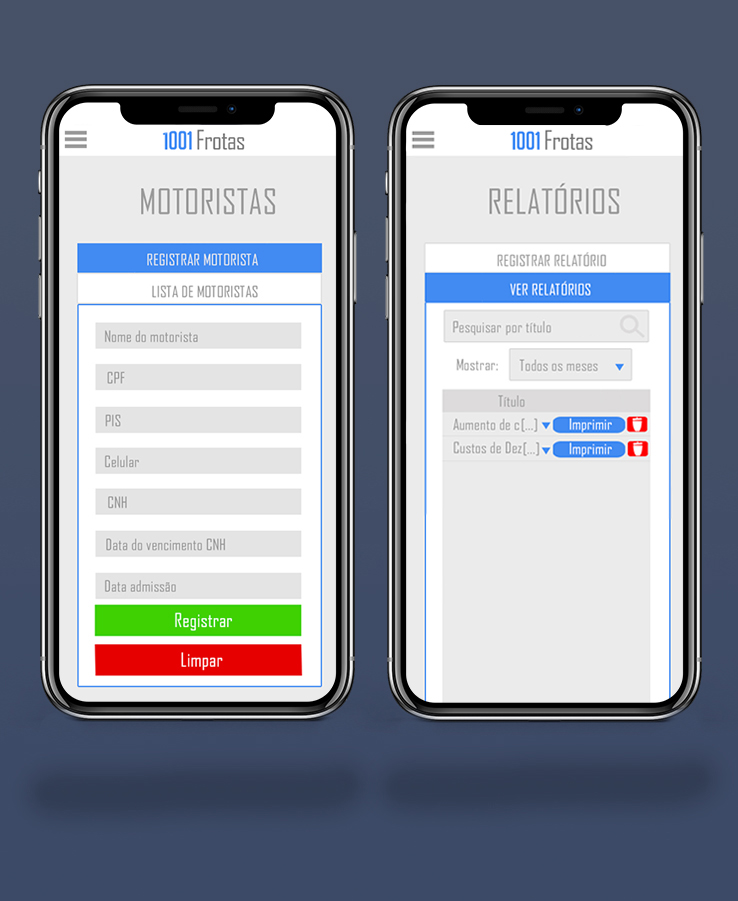 1001 Frotas
MOTORISTAS
REGISTRAR MOTORISTA
LISTA DE MOTORISTAS
Nome do motorista
CPF
PIS
Celular
CNH
Data do vencimento CNH
Data admissão
Registrar
Limpar
1001 Frotas
RELATÓRIOS
REGISTRAR RELATÓRIO
VER RELATÓRIOS
Pesquisar por título
Mostrar: Todos os meses
Título
Aumento de c[...] Imprimir
Custos de Dez[...] Imprimir